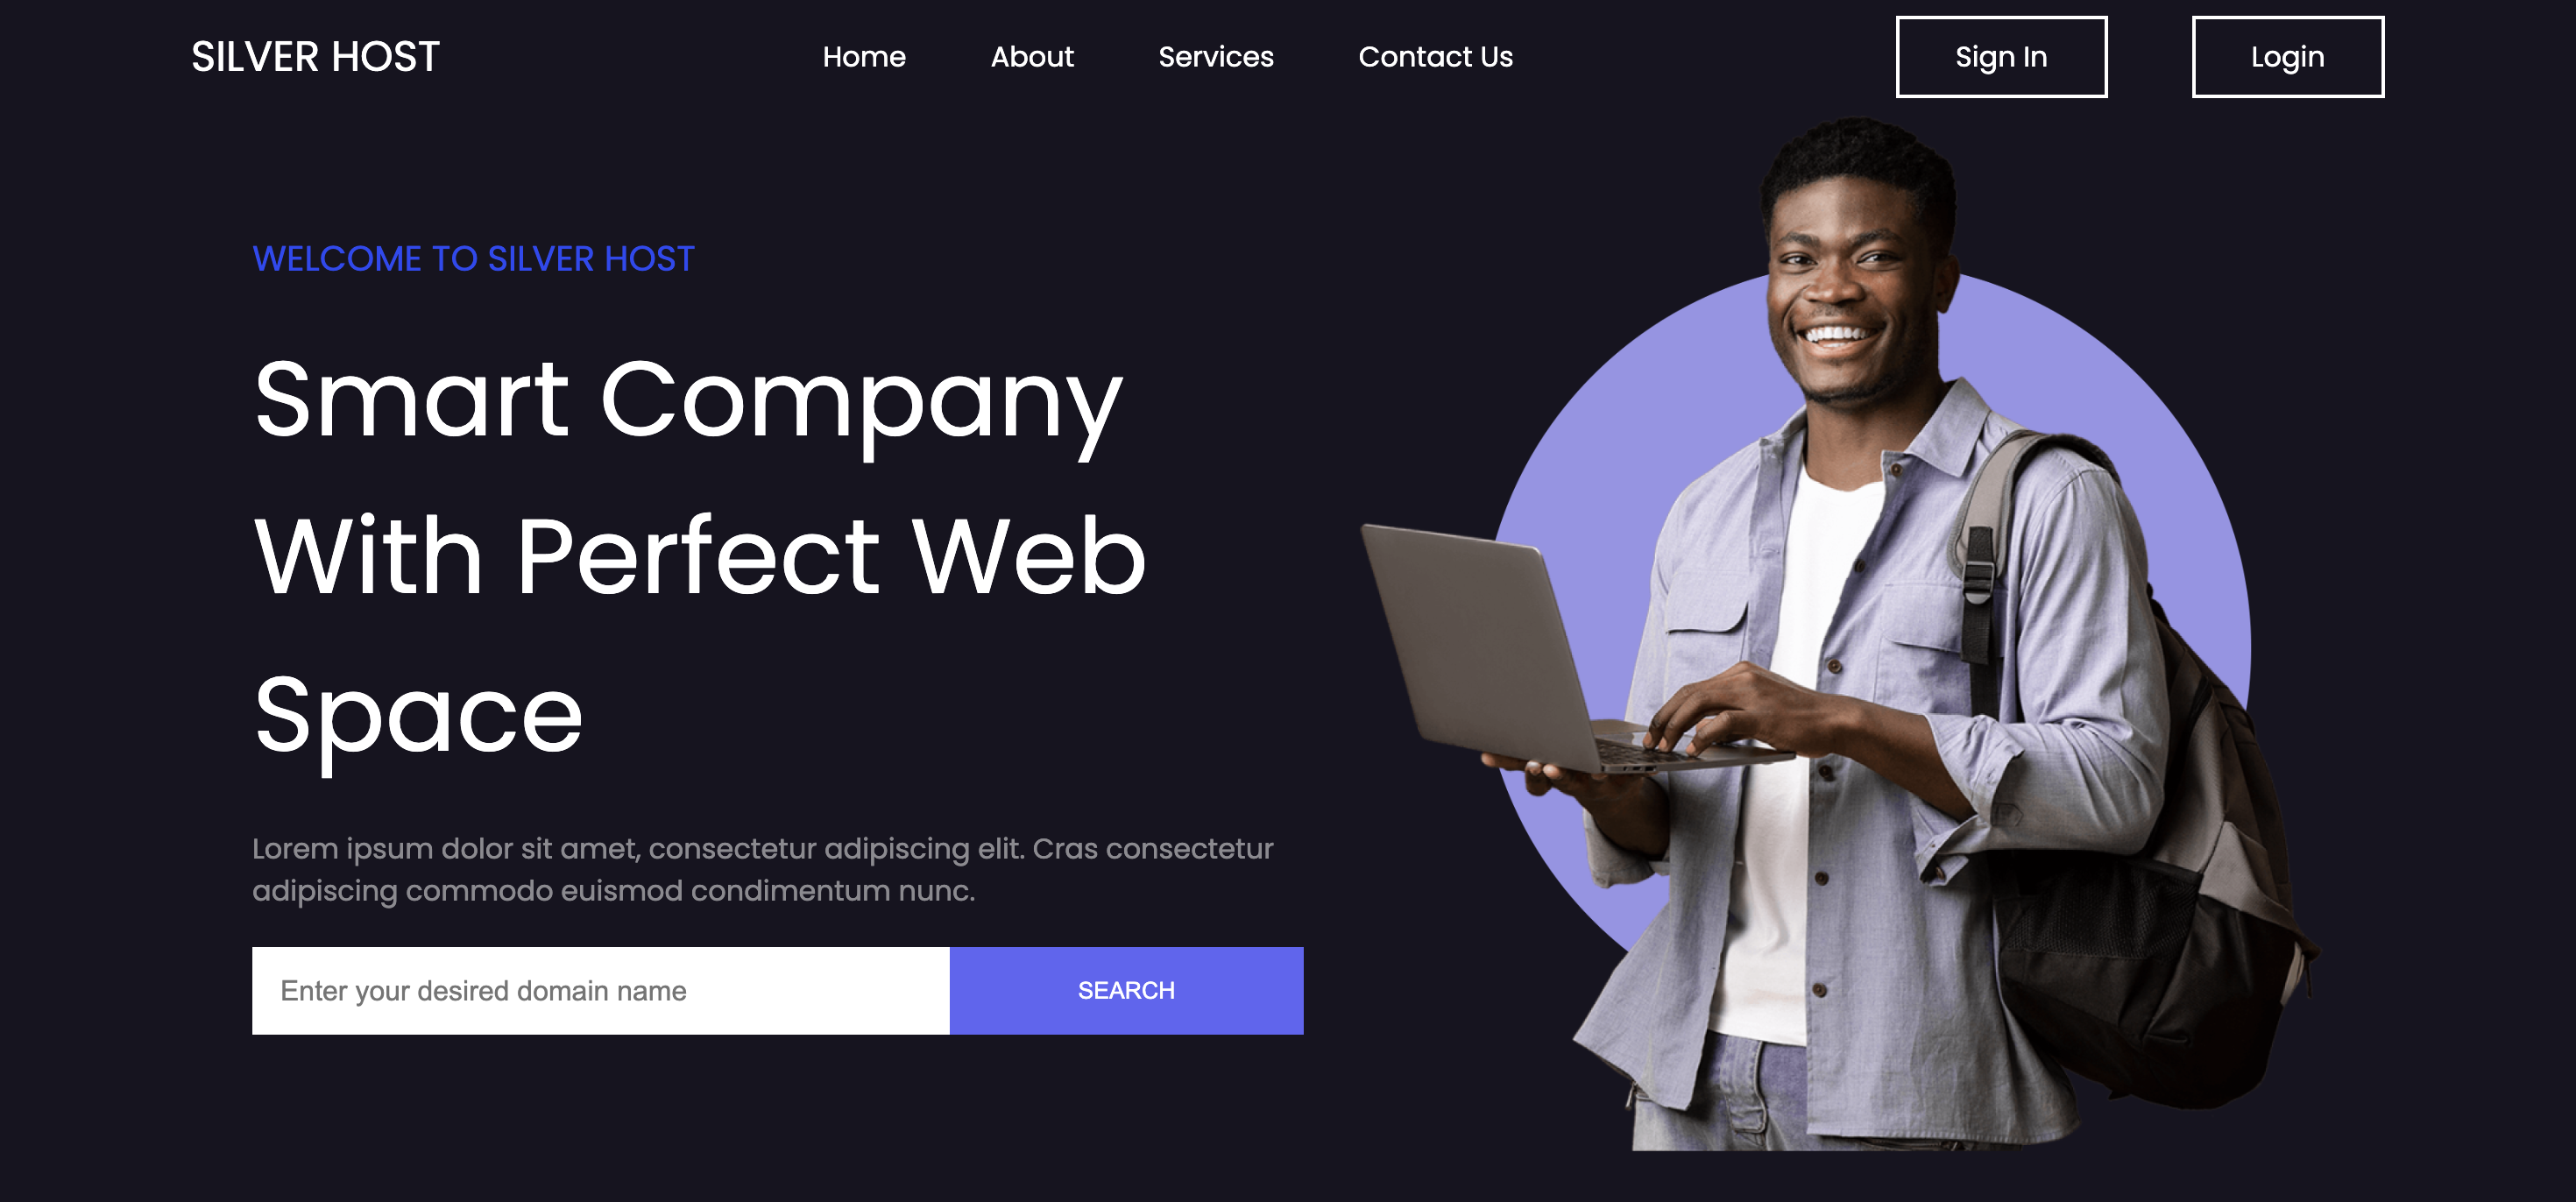 SILVER HOST
Home
About
Services
Contact Us
Sign In
Login
WELCOME TO SILVER HOST
Smart Company
With Perfect Web
Space
Lorem ipsum dolor sit amet, consectetur adipiscing elit. Cras consectetur
adipiscing commodo euismod condimentum nunc.
Enter your desired domain name
SEARCH